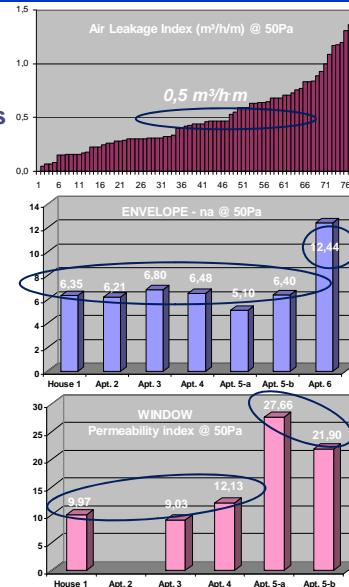 Air Leakage Index (m³/h/m) @ 50Pa
1,5
1,0
0,5
0,0
0,5 m³/h·m
s
1 6 11 16 21 26 31 36 41 46 51 56 61 66 71 76
ENVELOPE - na @ 50Pa
14
12
10
8
6
4
2
0
6,35 6,21 6,80 6,48 5,10 6,40 12,44
House 1 Apt. 2 Apt. 3 Apt. 4 Apt. 5-a Apt. 5-b Apt. 6
WINDOW
Permeability index @ 50Pa
30
25
20
15
10
5
0
9,97 9,03 12,13 27,66 21,90
House 1 Apt. 2 Apt. 3 Apt. 4 Apt. 5-a Apt. 5-b